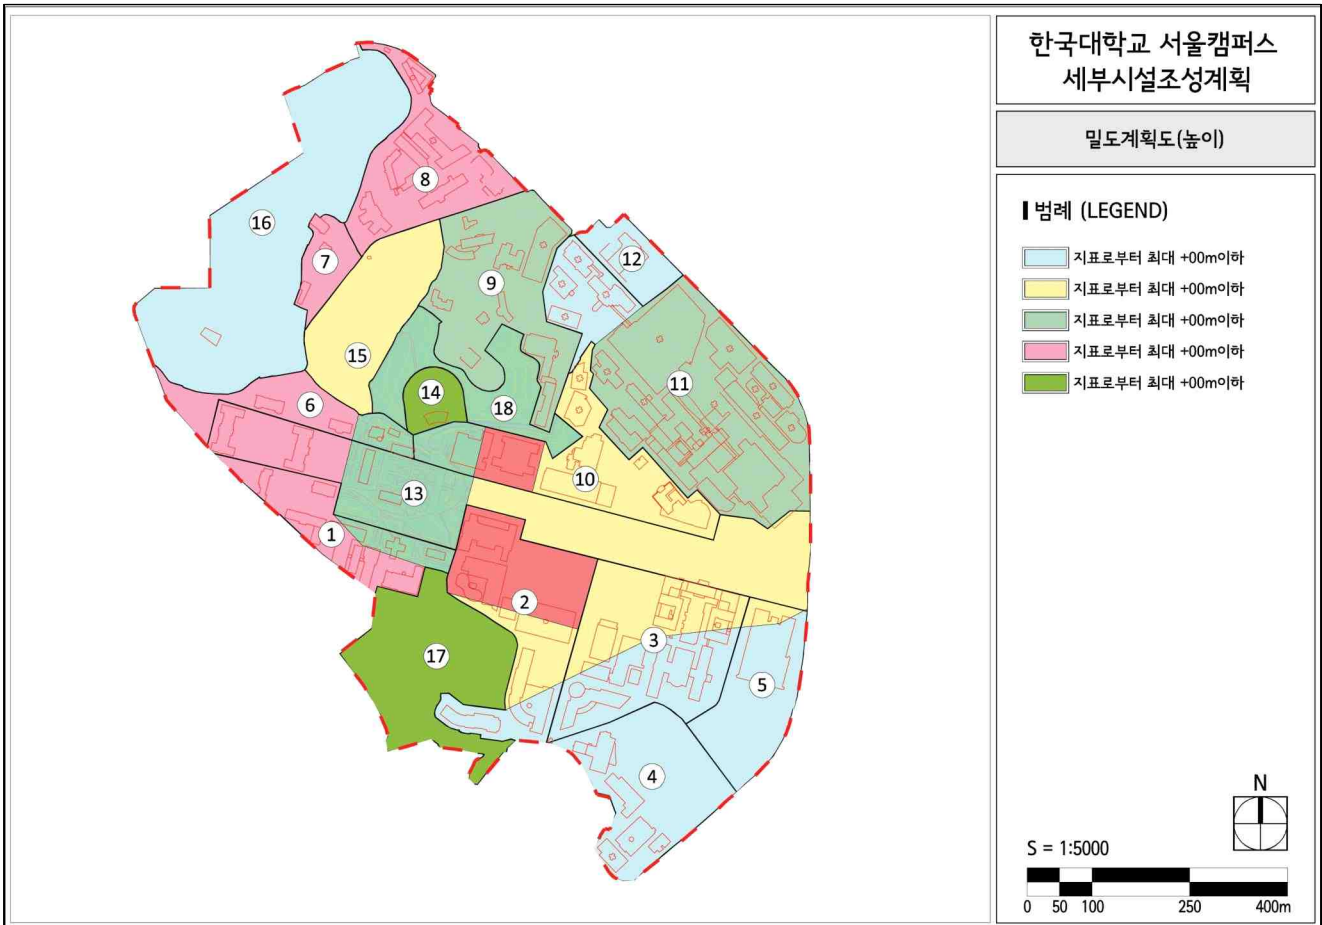 한국대학교 서울캠퍼스
세부시설조성계획
밀도계획도(높이)
범례 (LEGEND)
지표로부터 최대 +00m이하
지표로부터 최대 +00m이하
지표로부터 최대 +00m이하
지표로부터 최대 +00m이하
지표로부터 최대 +00m이하
8
16
7
12
9
15
11
14
6
18
10
13
1
2
3
17
5
4
N
S = 1:5000
0 50 100 250 400m